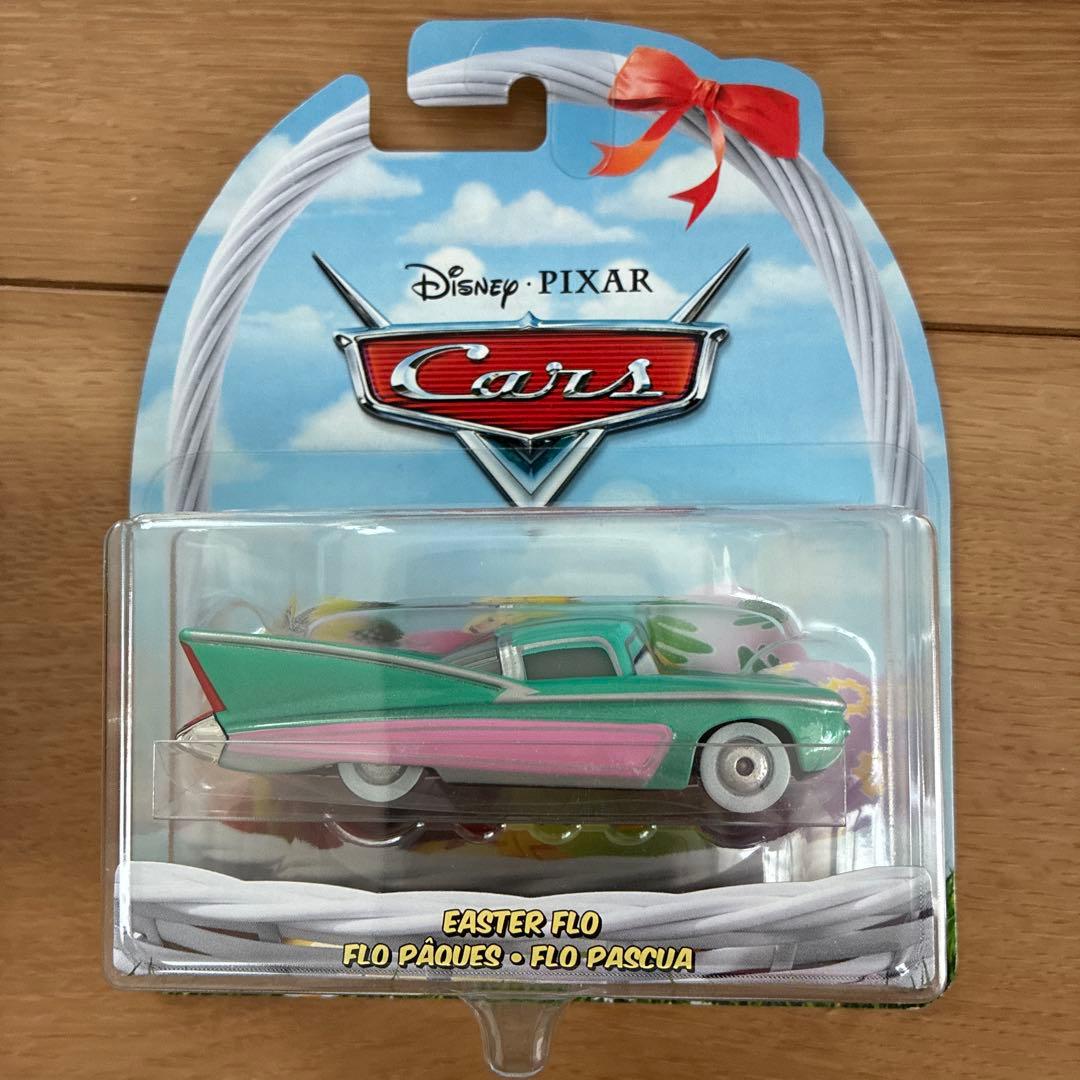 Disney · PIXAR
Cars
EASTER FLO
FLO PÂQUES • FLO PASCUA